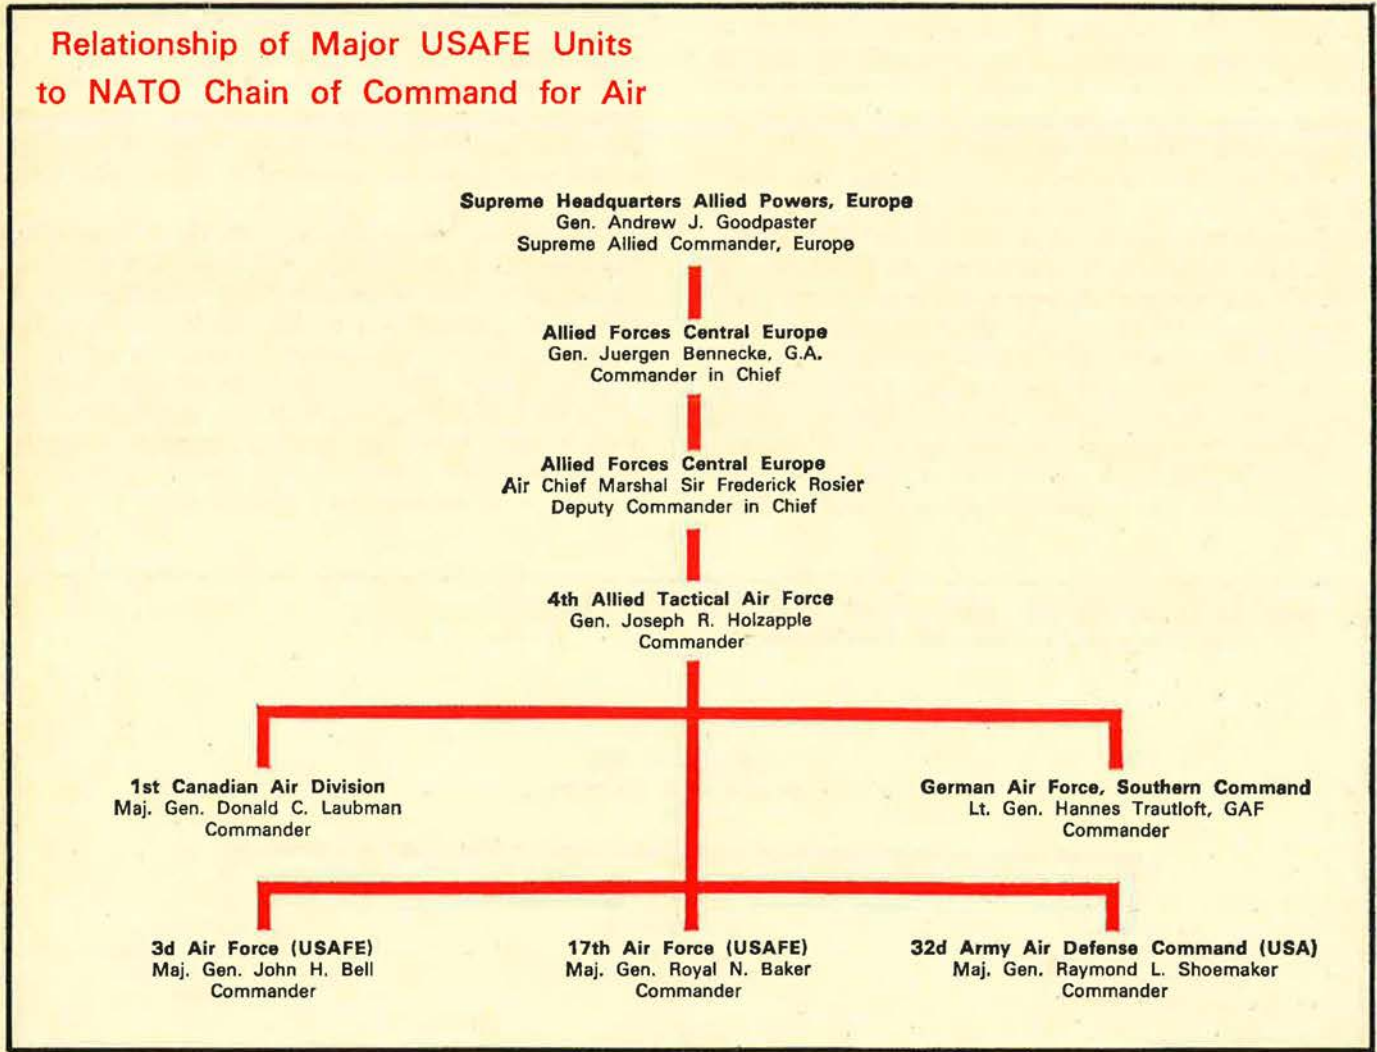 Relationship of Major USAFE Units
to NATO Chain of Command for Air
Supreme Headquarters Allied Powers, Europe
Gen. Andrew J. Goodpaster
Supreme Allied Commander, Europe
Allied Forces Central Europe
Gen. Juergen Bennecke, G.A.
Commander in Chief
Allied Forces Central Europe
Air Chief Marshal Sir Frederick Rosier
Deputy Commander in Chief
4th Allied Tactical Air Force
Gen. Joseph R. Holzapple
Commander
1st Canadian Air Division
Maj. Gen. Donald C. Laubman
Commander
German Air Force, Southern Command
Lt. Gen. Hannes Trautloft, GAF
Commander
3d Air Force (USAFE)
Maj. Gen. John H. Bell
Commander
17th Air Force (USAFE)
Maj. Gen. Royal N. Baker
Commander
32d Army Air Defense Command (USA)
Maj. Gen. Raymond L. Shoemaker
Commander